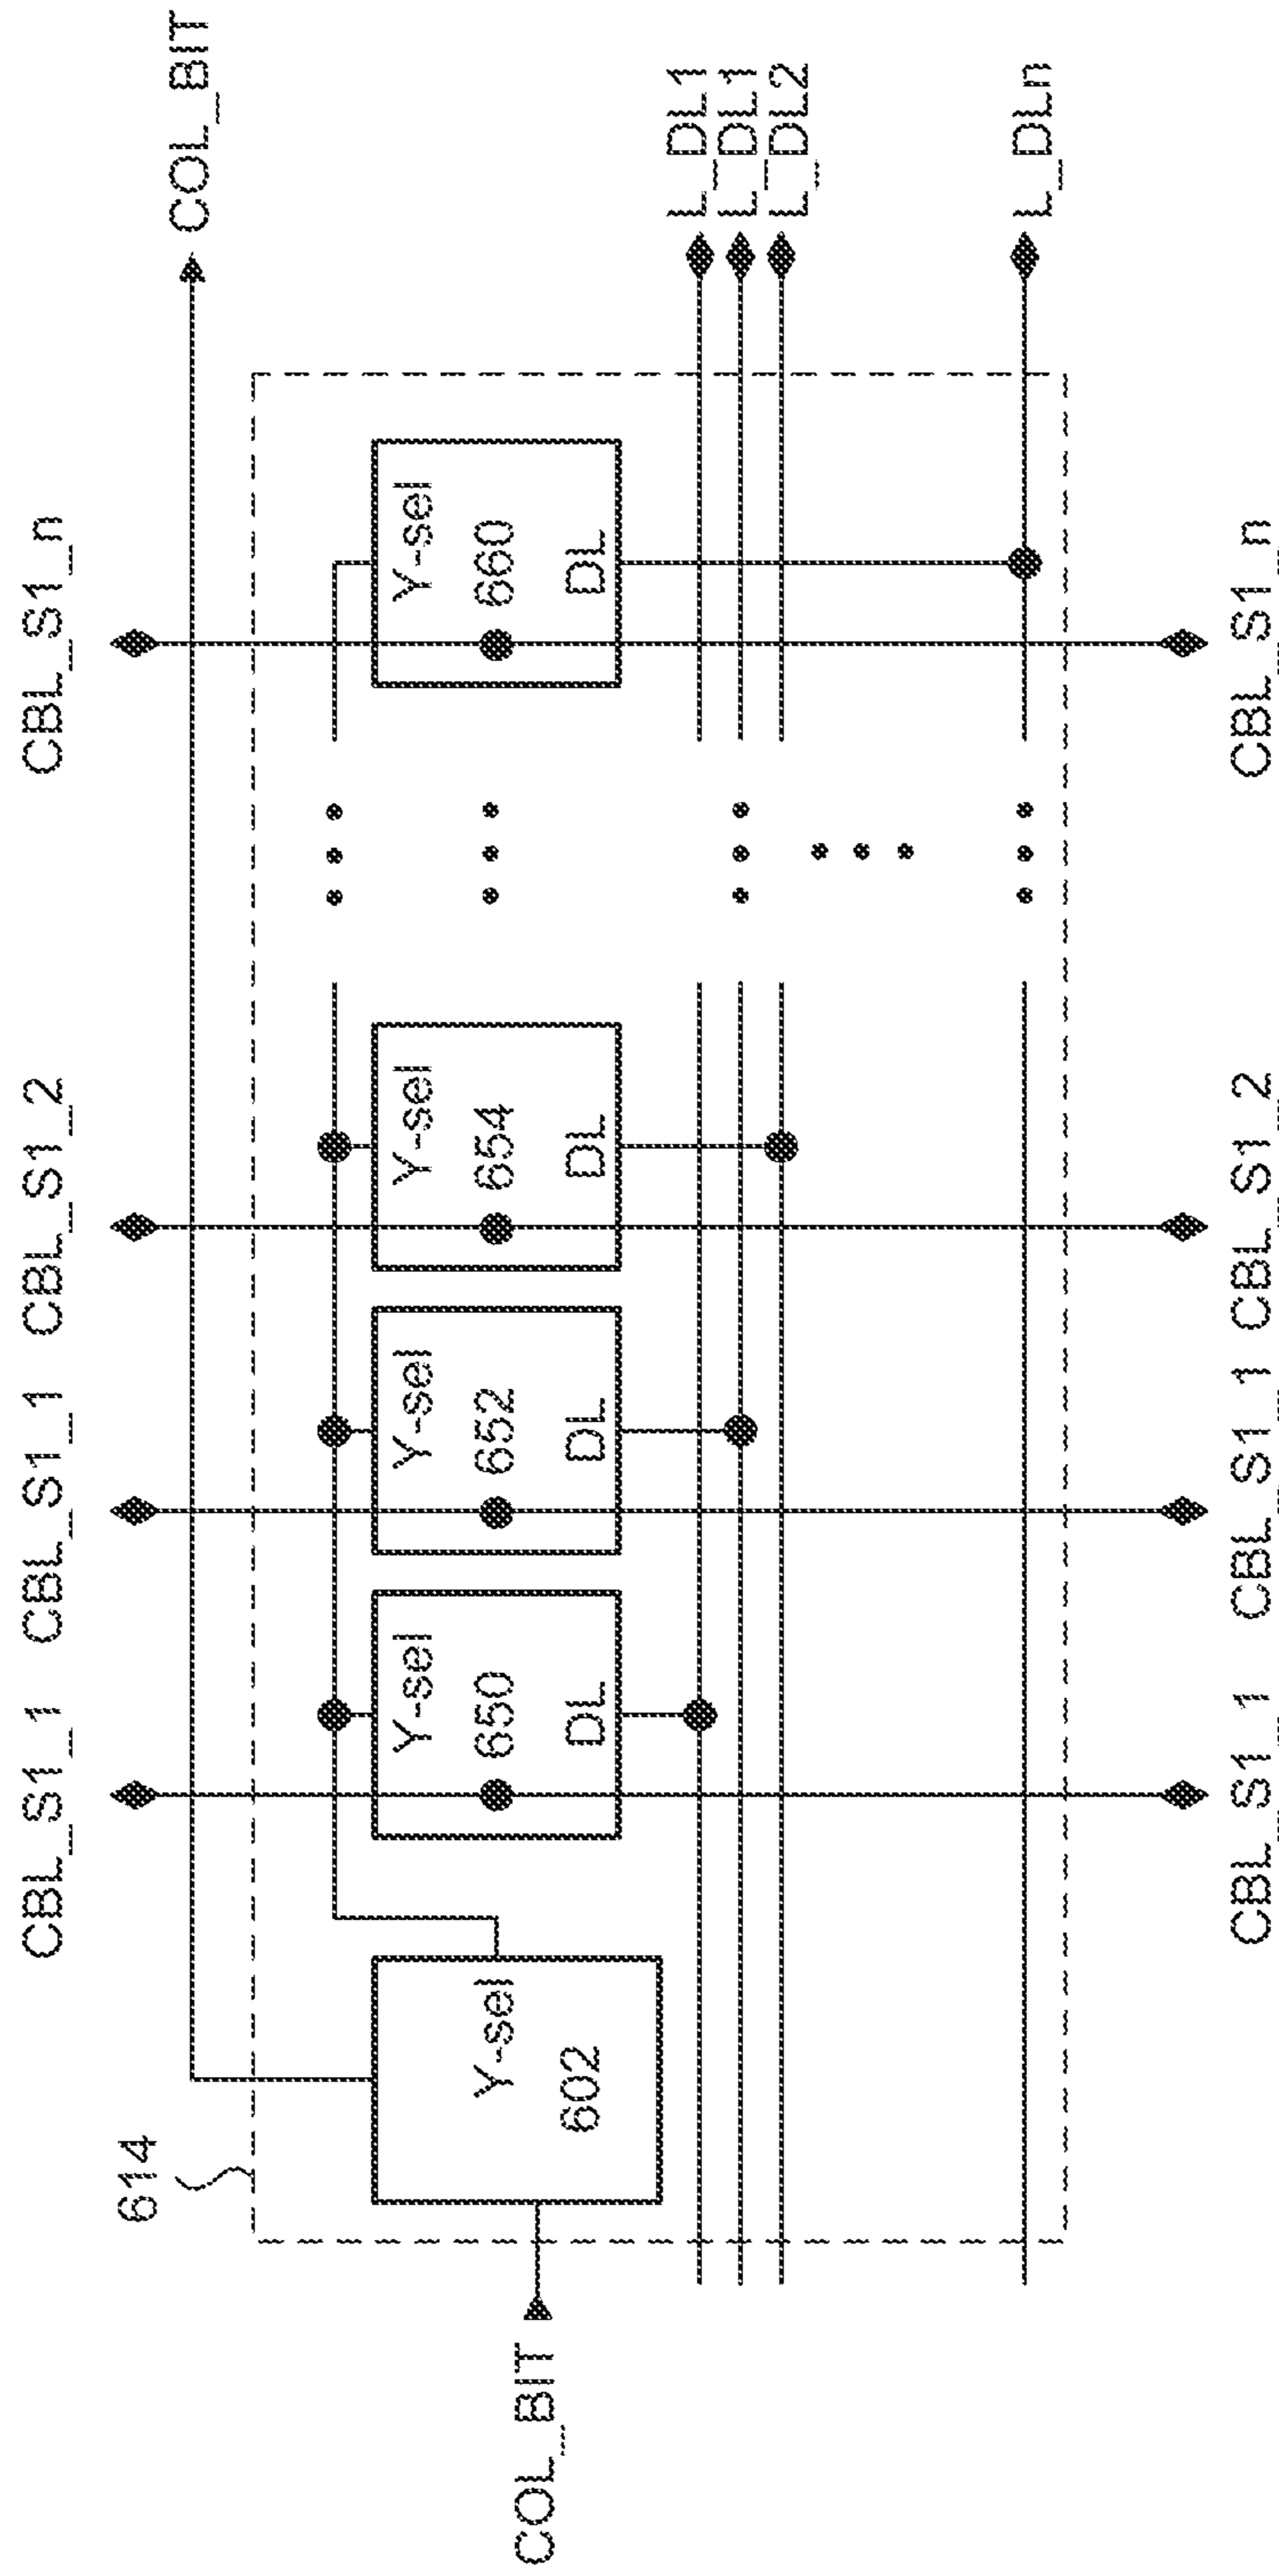 CBL_S1_1 CBL_S1_1 CBL_S1_2 CBL_S1_n
614
COL_BIT
Y-sel
602
Y-sel
650
DL
Y-sel
652
DL
Y-sel
654
DL
Y-sel
660
DL
COL_BIT
L_DL1
L_DL1
L_DL2
L_DLn
CBL_S1_1 CBL_S1_1 CBL_S1_2 CBL_S1_n